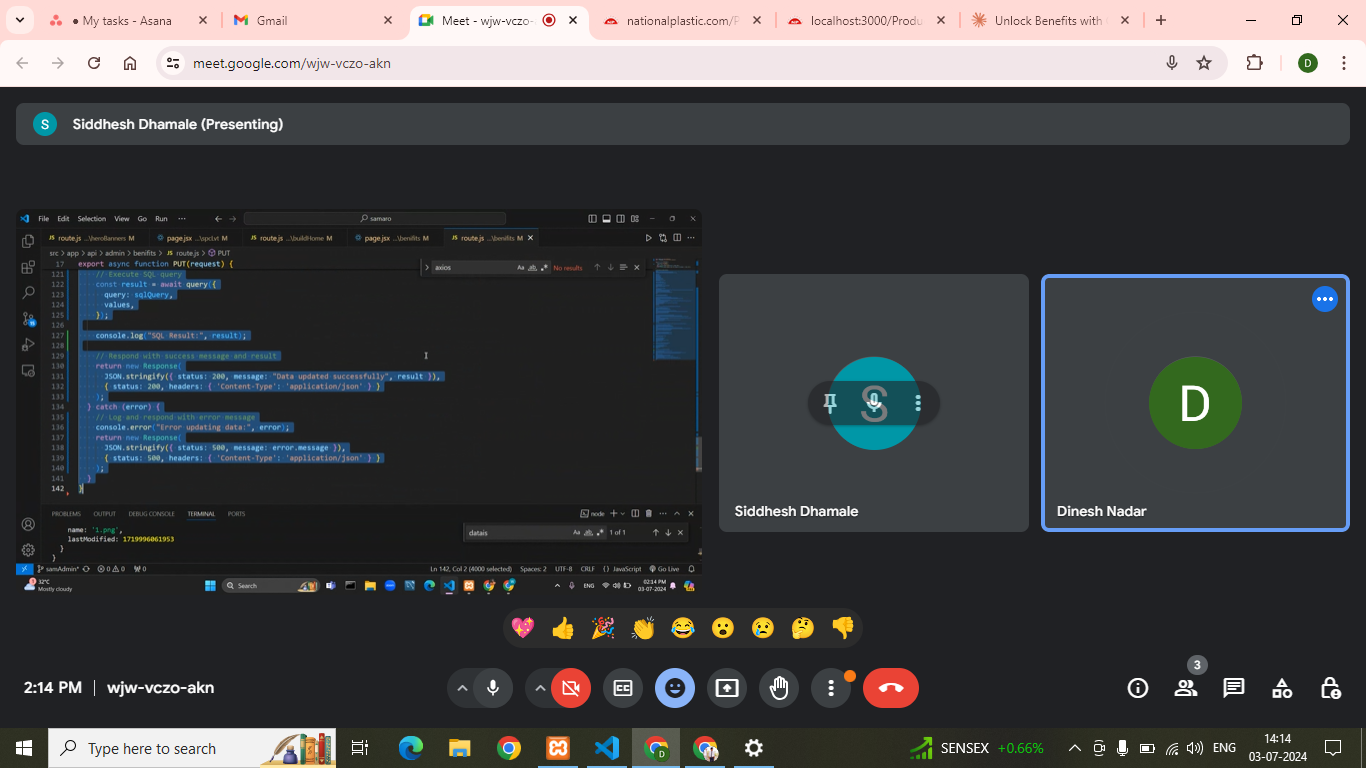 ● My tasks - Asana
Gmail
Meet - wjw-vczo-
nationalplastic.com/P
localhost:3000/Produ
Unlock Benefits with
meet.google.com/wjw-vczo-akn
D
S
Siddhesh Dhamale (Presenting)
File Edit Selection View Go Run ···
samaro
route.js ...\heroBanners M
page.jsx ...\spcLvt M
route.js ...\buildHome M
page.jsx ...\benifits M
route.js ...\benifits M
src > app > api > admin > benifits > route.js > PUT
17 export async function PUT(request) {
axios
No results
121 // Execute SQL query
122 const result = await query({
123 query: sqlQuery,
124 values,
125 });
126
127 console.log("SQL Result:", result);
128
129 // Respond with success message and result
130 return new Response(
131 JSON.stringify({ status: 200, message: "Data updated successfully", result }),
132 { status: 200, headers: { 'Content-Type': 'application/json' } }
133 );
134 } catch (error) {
135 // Log and respond with error message
136 console.error("Error updating data:", error);
137 return new Response(
138 JSON.stringify({ status: 500, message: error.message }),
139 { status: 500, headers: { 'Content-Type': 'application/json' } }
140 );
141 }
142 }
PROBLEMS OUTPUT DEBUG CONSOLE TERMINAL PORTS
node
name: '1.png',
lastModified: 1719996061953
}
}
datais
1 of 1
samAdmin*
0 0
0
Ln 142, Col 2 (4000 selected) Spaces: 2 UTF-8 CRLF {} JavaScript Go Live
32°C
Mostly cloudy
Search
ENG
02:14 PM
03-07-2024
S
Siddhesh Dhamale
D
Dinesh Nadar
2:14 PM | wjw-vczo-akn
3
Type here to search
SENSEX +0.66%
ENG
14:14
03-07-2024